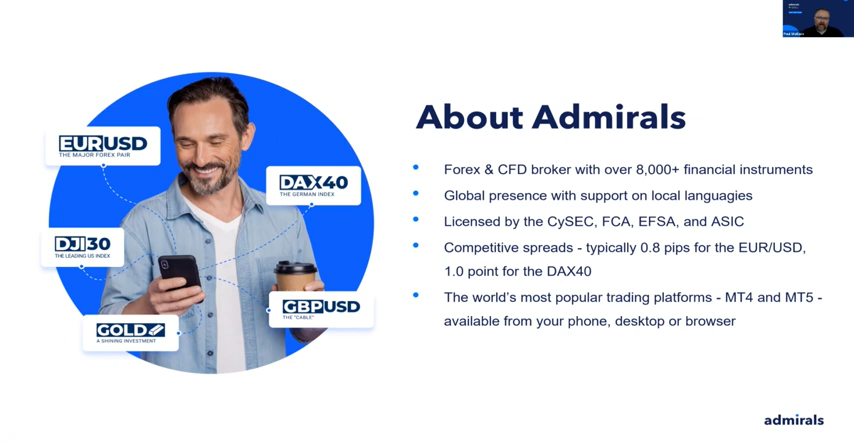 About Admirals
EURUSD
THE MAJOR FOREX PAIR
DAX40
THE GERMAN INDEX
DJI30
THE LEADING US INDEX
GBPUSD
THE "CABLE"
GOLD
A SHINING INVESTMENT
Forex & CFD broker with over 8,000+ financial instruments
Global presence with support on local languagies
Licensed by the CySEC, FCA, EFSA, and ASIC
Competitive spreads - typically 0.8 pips for the EUR/USD,
1.0 point for the DAX40
The world's most popular trading platforms - MT4 and MT5 -
available from your phone, desktop or browser
admirals